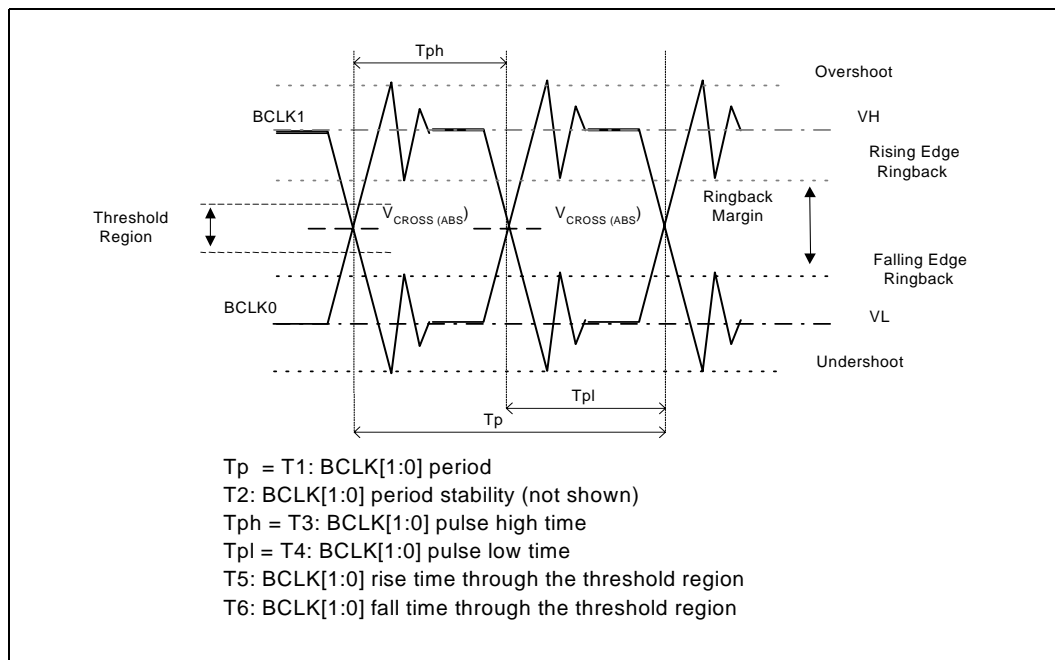 Tph
Overshoot
BCLK1
VH
Rising Edge
Ringback
Threshold
Region
V CROSS (ABS)
V CROSS (ABS)
Ringback
Margin
Falling Edge
Ringback
BCLK0
VL
Undershoot
Tpl
Tp
Tp = T1: BCLK[1:0] period
T2: BCLK[1:0] period stability (not shown)
Tph = T3: BCLK[1:0] pulse high time
Tpl = T4: BCLK[1:0] pulse low time
T5: BCLK[1:0] rise time through the threshold region
T6: BCLK[1:0] fall time through the threshold region